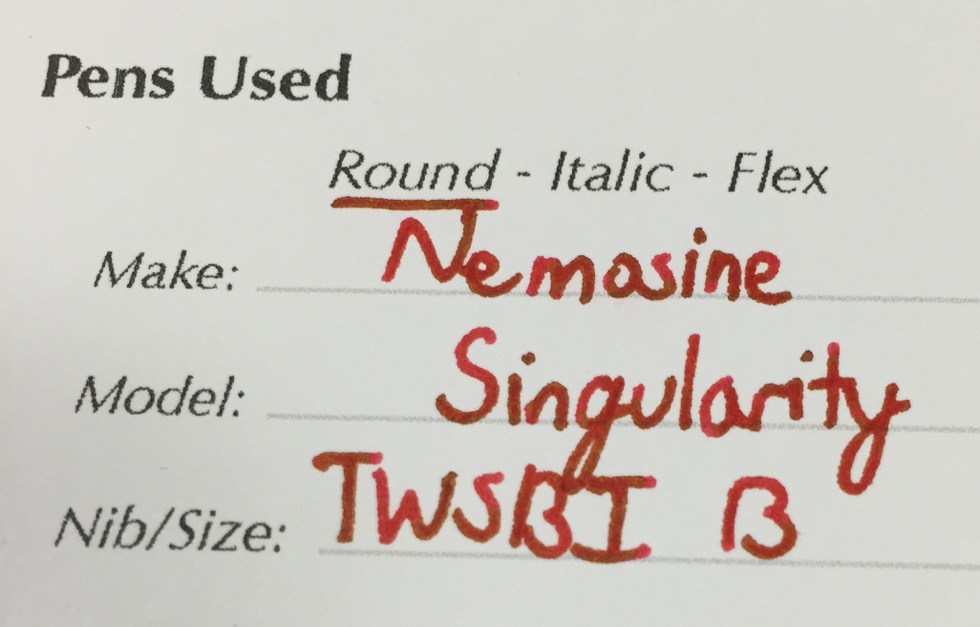 Pens Used
Round - Italic - Flex
Make: Nemosine
Model: Singularity
Nib/Size: TWSBI B